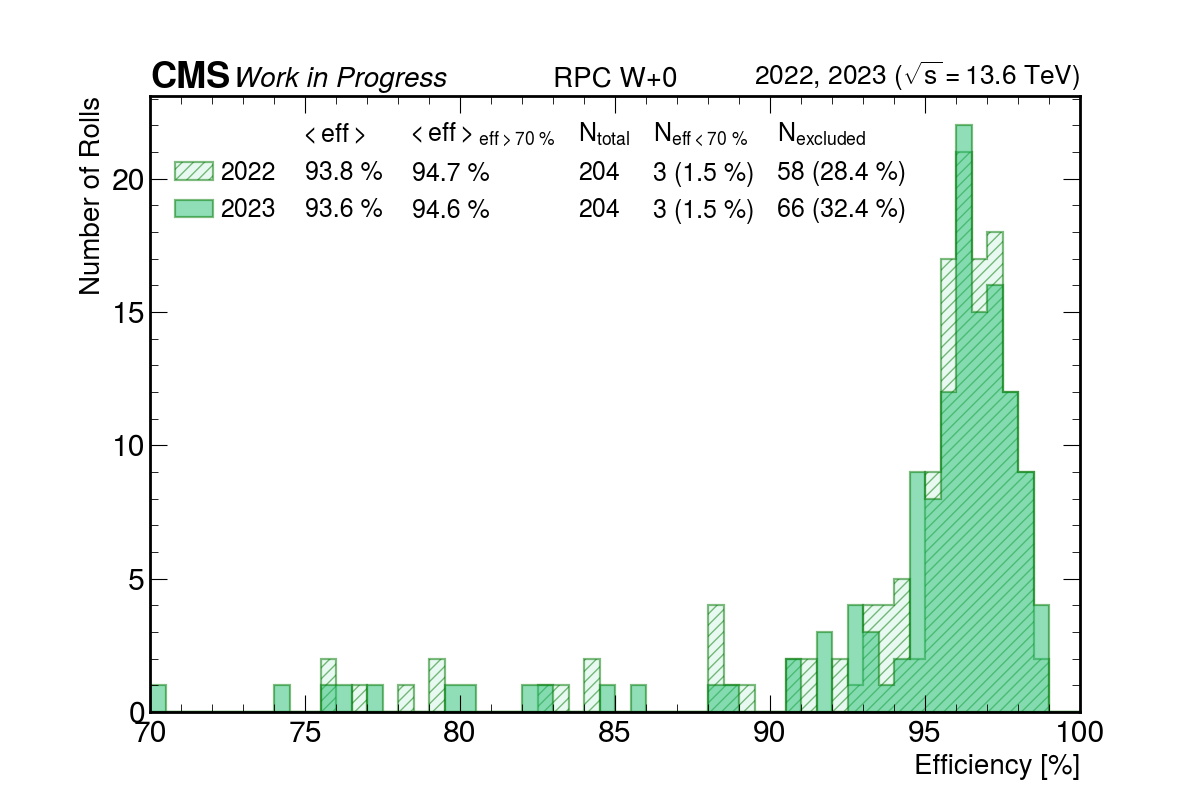 CMS Work in Progress RPC W+0 2022, 2023 (√s = 13.6 TeV)
< eff > < eff > eff > 70 % Ntotal Neff < 70 % Nexcluded
2022 93.8 % 94.7 % 204 3 (1.5 %) 58 (28.4 %)
2023 93.6 % 94.6 % 204 3 (1.5 %) 66 (32.4 %)
Number of Rolls
20
15
10
5
0
70 75 80 85 90 95 100
Efficiency [%]